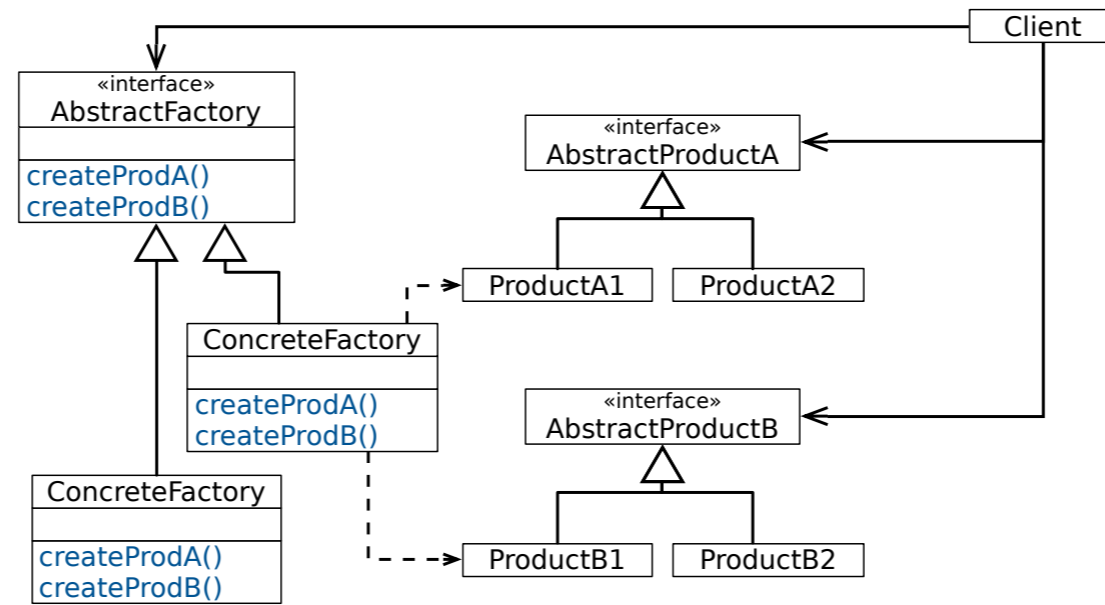 Client
«interface»
AbstractFactory
createProdA()
createProdB()
«interface»
AbstractProductA
ProductA1
ProductA2
ConcreteFactory
createProdA()
createProdB()
«interface»
AbstractProductB
ConcreteFactory
createProdA()
createProdB()
ProductB1
ProductB2